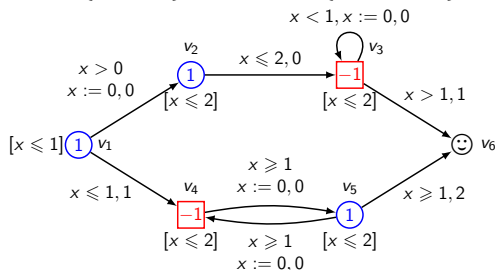 x < 1, x := 0, 0
v2
v3
x > 0
x := 0, 0
1
x ⩽ 2, 0
−1
[x ⩽ 2]
[x ⩽ 2]
x > 1, 1
[x ⩽ 1]
1
v1
v6
x ⩽ 1, 1
v4
x ⩾ 1
x := 0, 0
v5
x ⩾ 1, 2
−1
1
[x ⩽ 2]
x ⩾ 1
x := 0, 0
[x ⩽ 2]